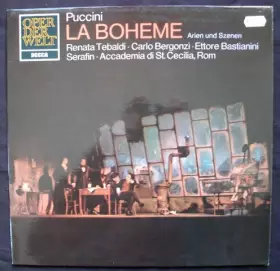 OPER
DER
WELT
DECCA
Puccini
LA BOHEME Arien und Szenen
Renata Tebaldi · Carlo Bergonzi · Ettore Bastianini
Serafin · Accademia di St. Cecilia, Rom